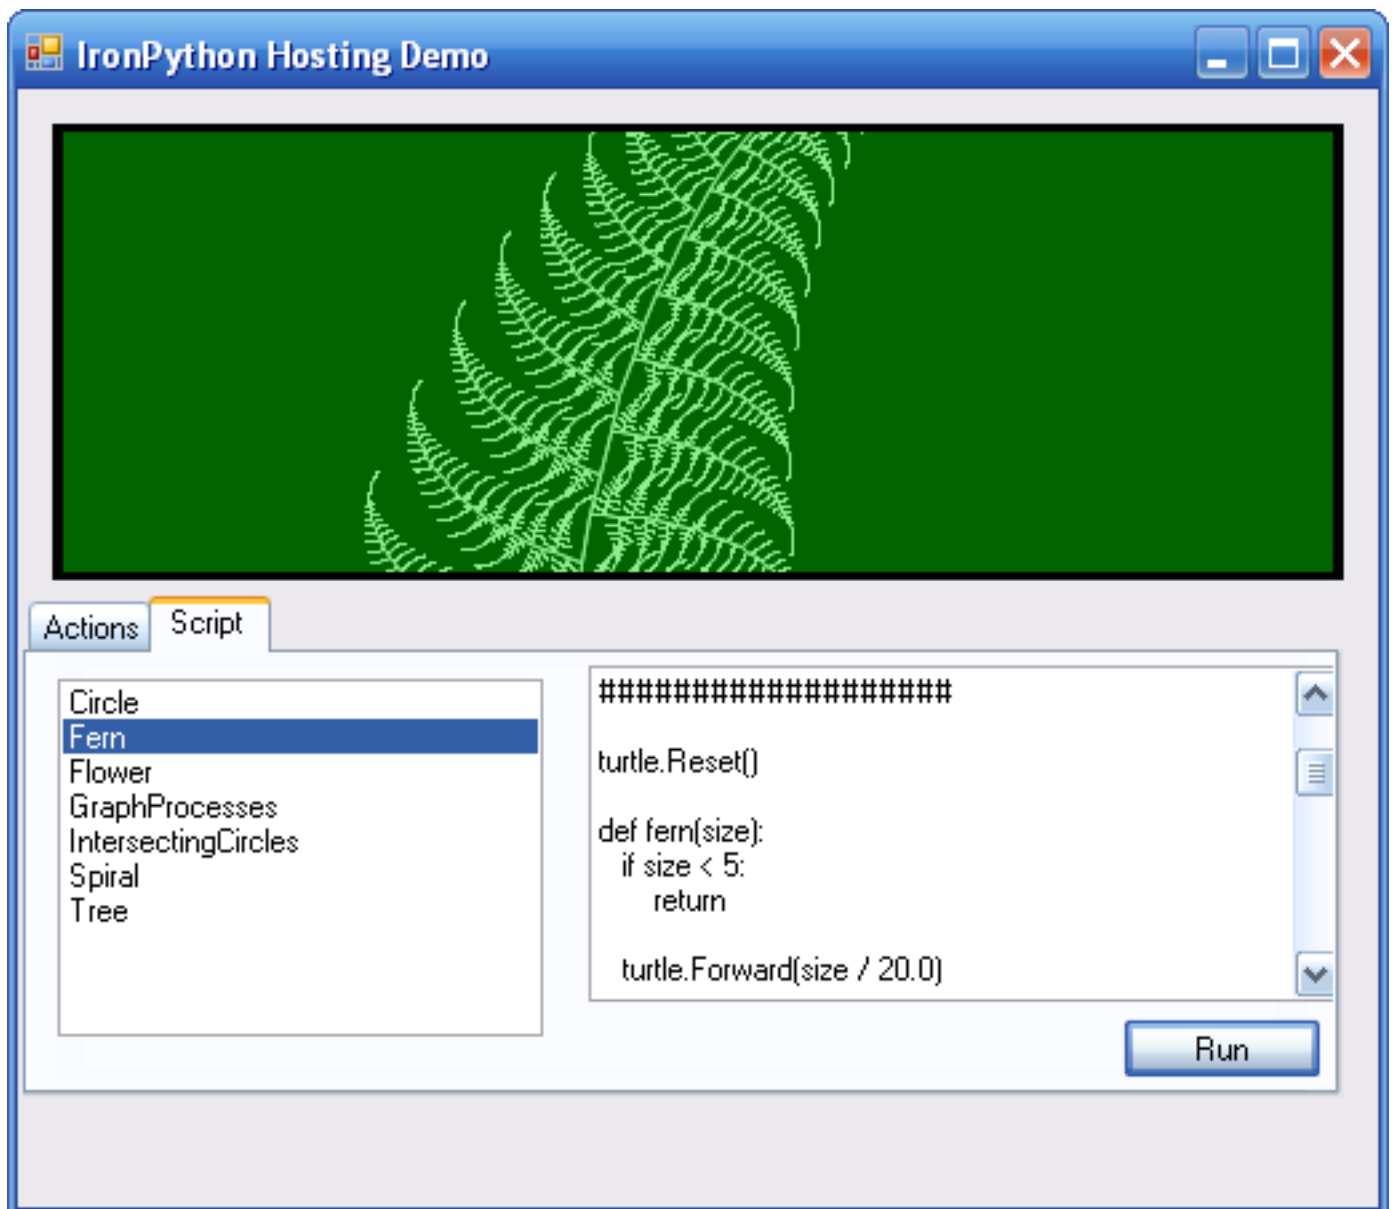 IronPython Hosting Demo
Actions
Script
Circle
Fern
Flower
GraphProcesses
IntersectingCircles
Spiral
Tree
###################
turtle.Reset()
def fern(size):
if size < 5:
return
turtle.Forward(size / 20.0)
Run